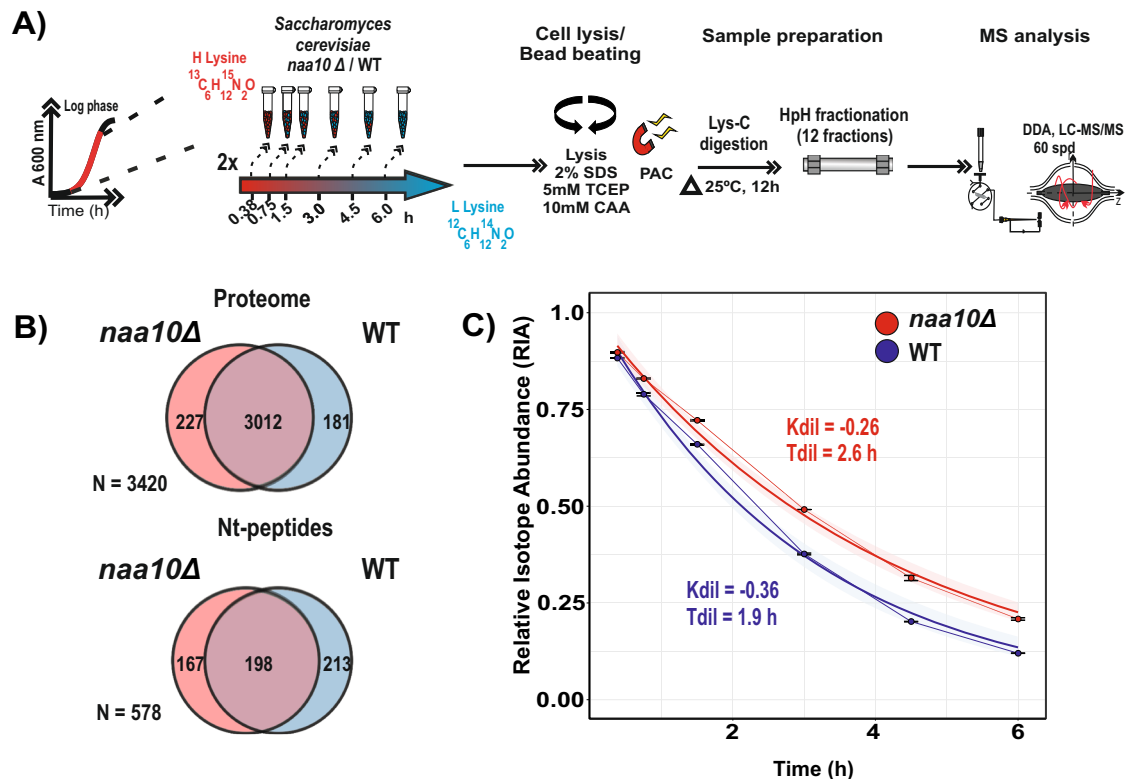 A)
Saccharomyces
cerevisiae
naa10 Δ / WT
H Lysine
13C6H12 15N2O
Log phase
A 600 nm
Time (h)
2x
0.38
0.75
1.5
3.0
4.5
6.0
h
L Lysine
12C6H12 14N2O
Cell lysis/
Bead beating
Lysis
2% SDS
5mM TCEP
10mM CAA
PAC
Sample preparation
Lys-C
digestion
25ºC, 12h
HpH fractionation
(12 fractions)
MS analysis
DDA, LC-MS/MS
60 spd
Z
B)
Proteome
naa10Δ
WT
227
3012
181
N = 3420
Nt-peptides
naa10Δ
WT
167
198
213
N = 578
C)
Relative Isotope Abundance (RIA)
1.0
0.75
0.50
0.25
0.00
naa10Δ
WT
Kdil = -0.26
Tdil = 2.6 h
Kdil = -0.36
Tdil = 1.9 h
2
4
6
Time (h)